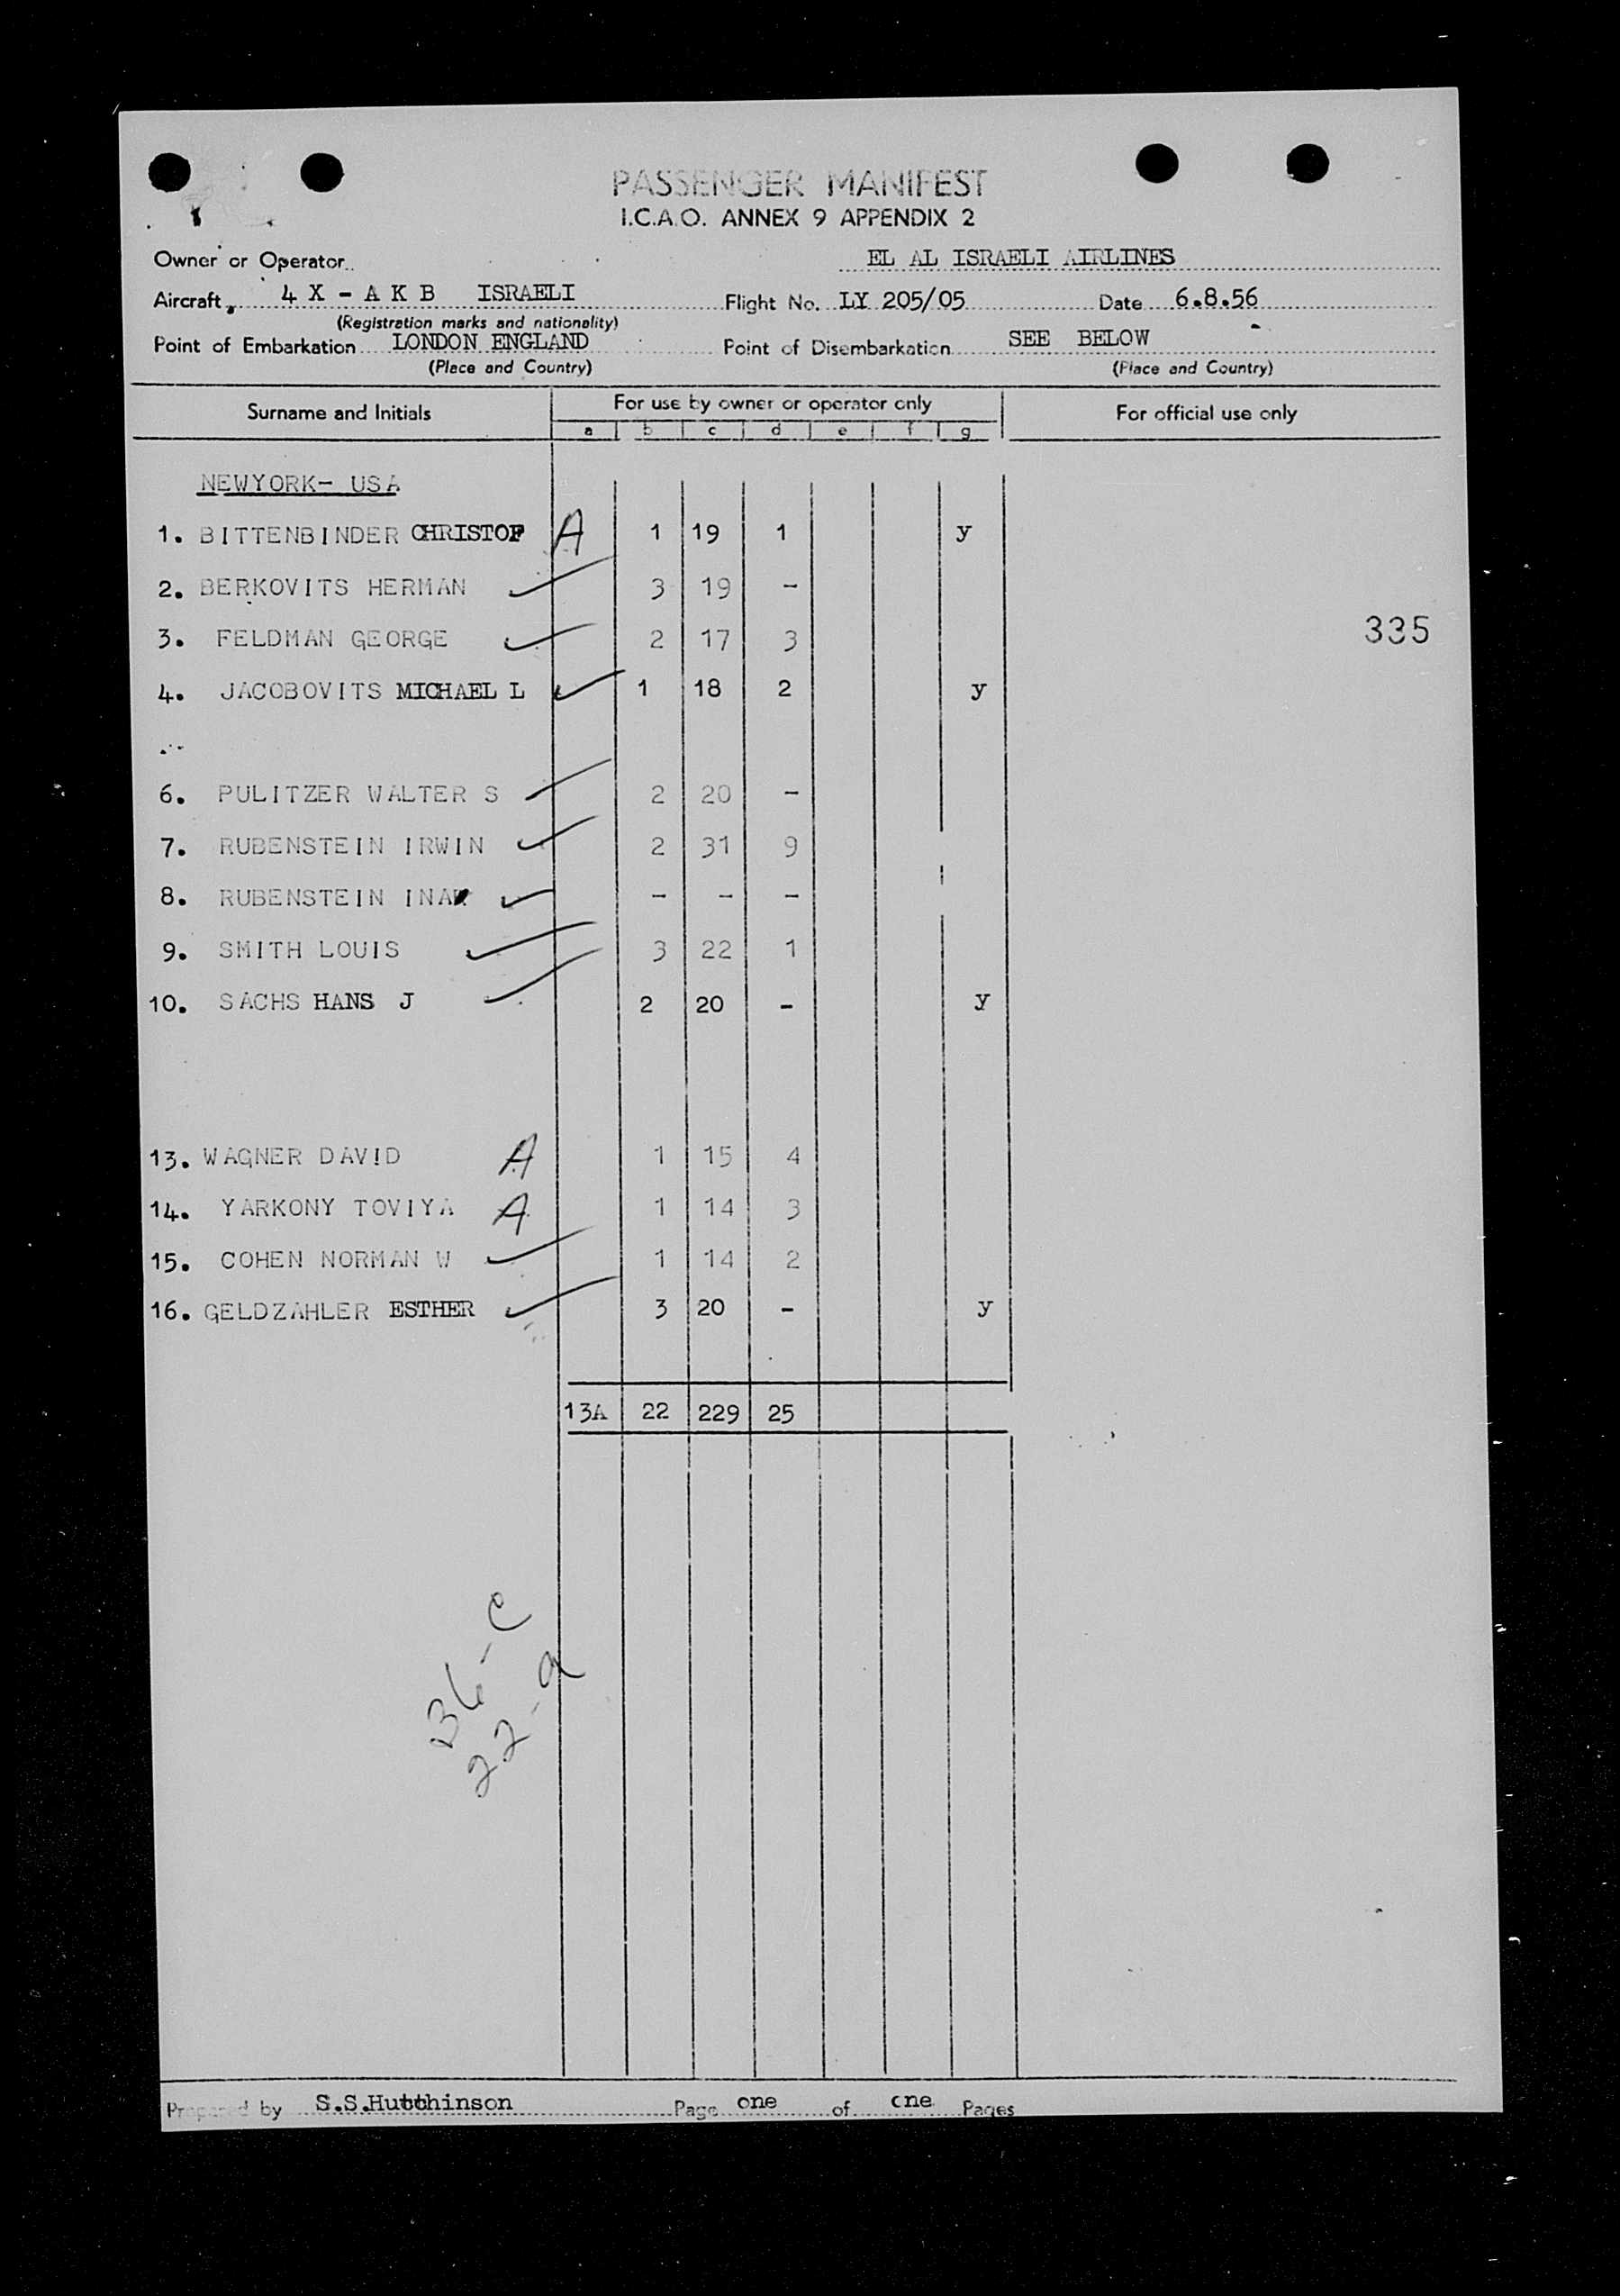 PASSENGER MANIFEST
I.C.A.O. ANNEX 9 APPENDIX 2
Owner or Operator EL AL ISRAELI AIRLINES
Aircraft 4 X - A K B ISRAELI Flight No. LY 205/05 Date 6.8.56
(Registration marks and nationality)
Point of Embarkation LONDON ENGLAND Point of Disembarkation SEE BELOW
(Place and Country) (Place and Country)
Surname and Initials For use by owner or operator only For official use only
a b c d e f g
NEWYORK- USA
1. BITTENBINDER CHRISTOF A 1 19 1 y
2. BERKOVITS HERMAN 3 19 -
335
3. FELDMAN GEORGE 2 17 3
4. JACOBOVITS MICHAEL L 1 18 2 y
6. PULITZER WALTER S 2 20 -
7. RUBENSTEIN IRWIN 2 31 9
8. RUBENSTEIN INA - - -
9. SMITH LOUIS 3 22 1
10. SACHS HANS J 2 20 - y
13. WAGNER DAVID A 1 15 4
14. YARKONY TOVIYA A 1 14 3
15. COHEN NORMAN W 1 14 2
16. GELDZAHLER ESTHER 3 20 - y
13A 22 229 25
36-C
22-a
Prepared by S.S.Hutthinson Page one of one Pages